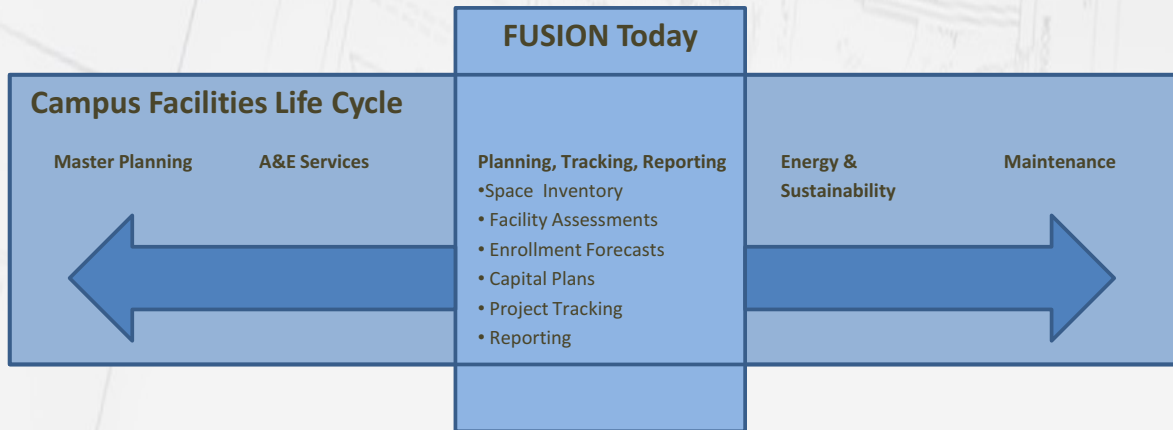 FUSION Today
Campus Facilities Life Cycle
Master Planning
A&E Services
Planning, Tracking, Reporting
•Space Inventory
• Facility Assessments
• Enrollment Forecasts
• Capital Plans
• Project Tracking
• Reporting
Energy &
Sustainability
Maintenance